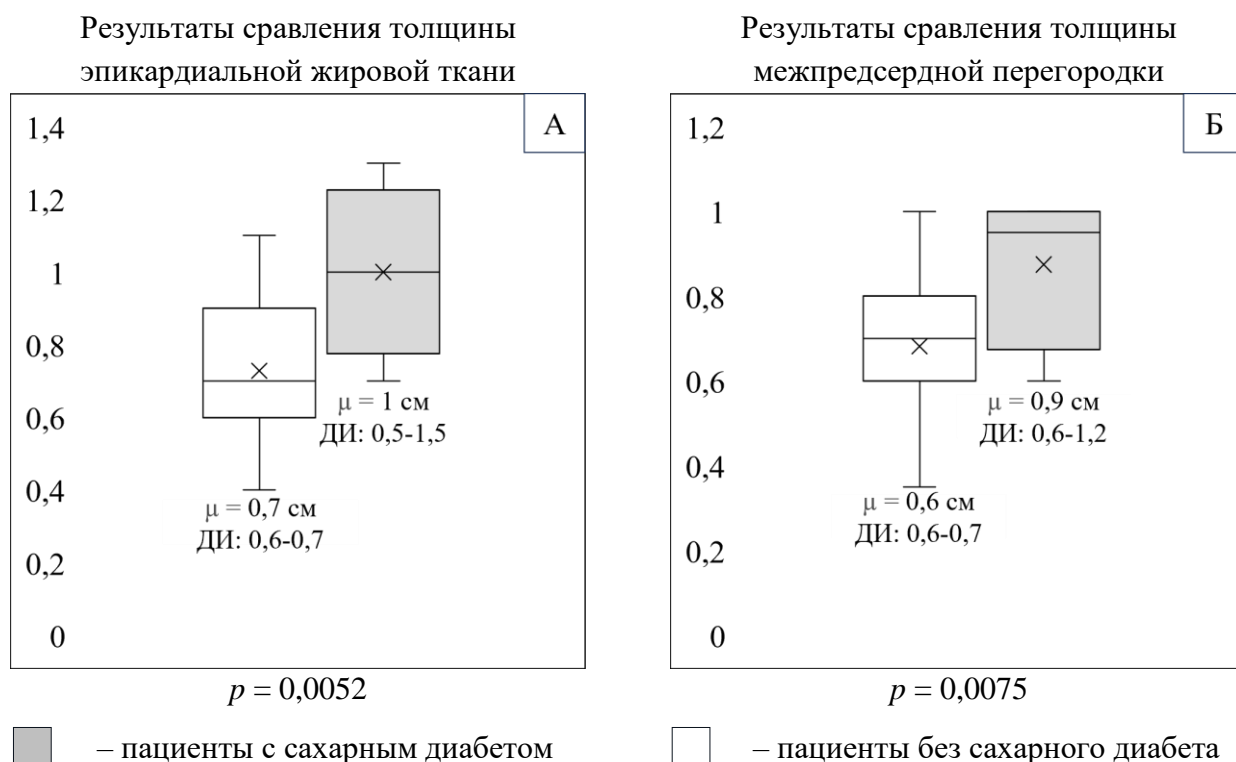 Результаты сравления толщины
эпикардиальной жировой ткани
А
1,4
1,2
1
0,8
0,6
0,4
0,2
0
μ = 1 см
ДИ: 0,5-1,5
μ = 0,7 см
ДИ: 0,6-0,7
p = 0,0052
Результаты сравления толщины
межпредсердной перегородки
Б
1,2
1
0,8
0,6
0,4
0,2
0
μ = 0,9 см
ДИ: 0,6-1,2
μ = 0,6 см
ДИ: 0,6-0,7
p = 0,0075
– пациенты с сахарным диабетом
– пациенты без сахарного диабета